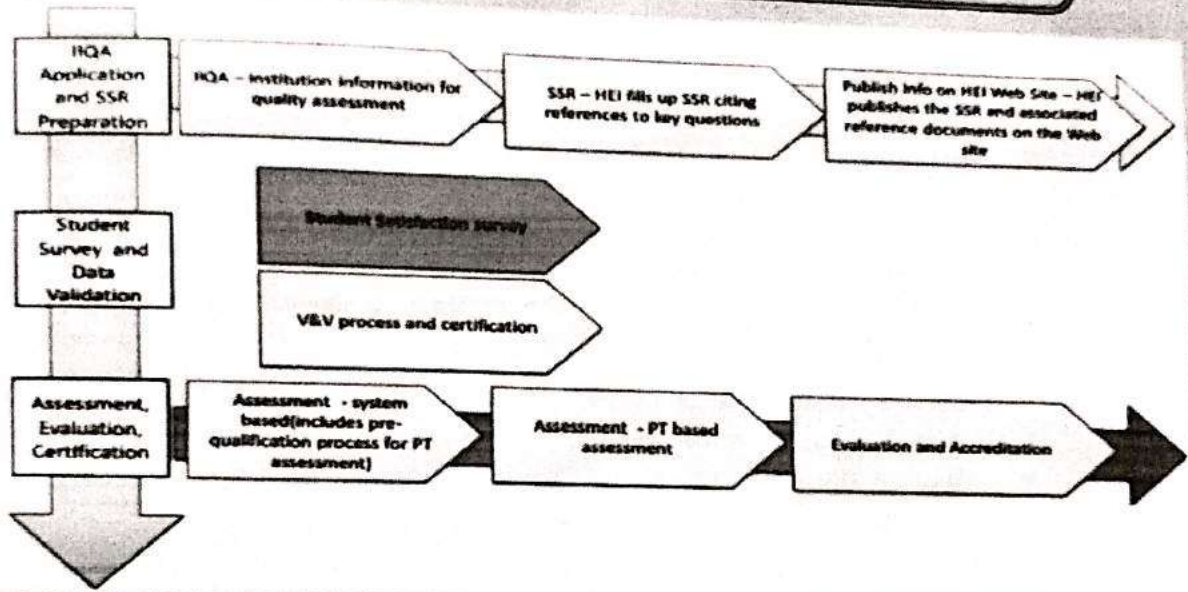 IIQA
Application
and SSR
Preparation
IIQA - Institution information for
quality assessment
SSR - HEI fills up SSR citing
references to key questions
Publish Info on HEI Web Site - HEI
publishes the SSR and associated
reference documents on the Web
site
Student
Survey and
Data
Validation
Student Satisfaction survey
V&V process and certification
Assessment,
Evaluation,
Certification
Assessment - system
based(includes pre-
qualification process for PT
assessment)
Assessment - PT based
assessment
Evaluation and Accreditation